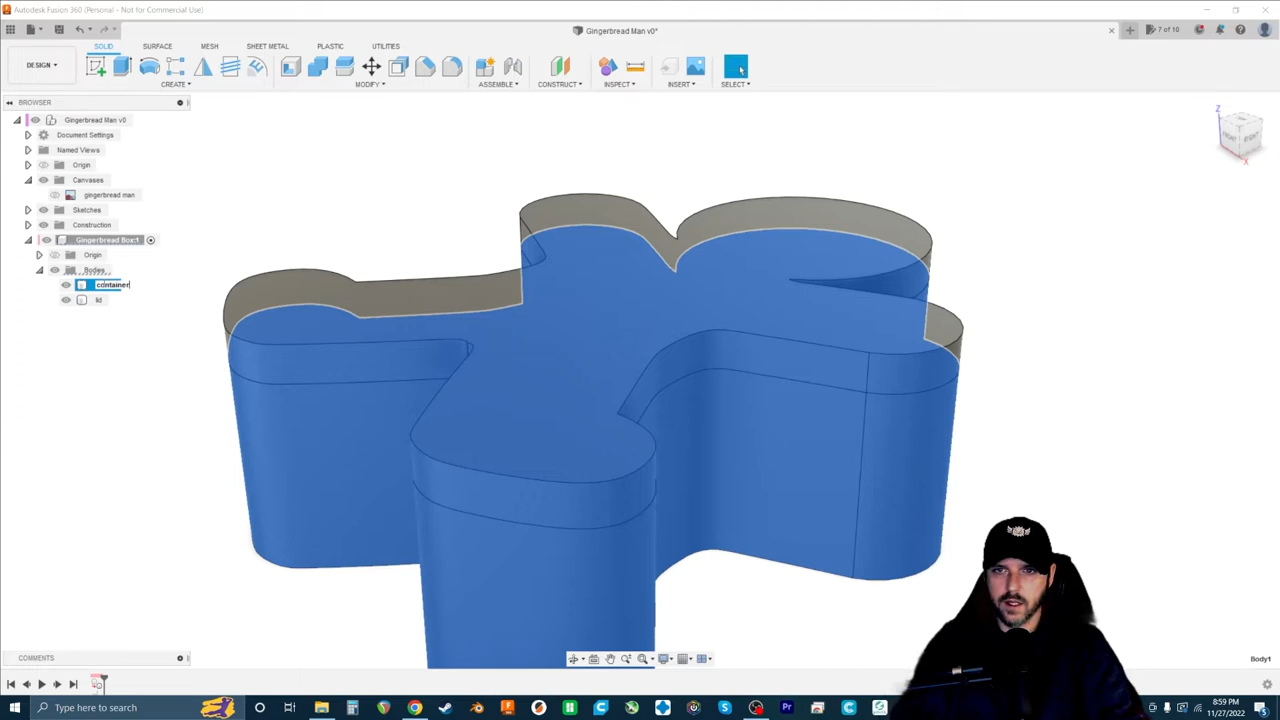 Autodesk Fusion 360 (Personal - Not for Commercial Use)
Gingerbread Man v0*
7 of 10
SOLID SURFACE MESH SHEET METAL PLASTIC UTILITIES
DESIGN
CREATE MODIFY ASSEMBLE CONSTRUCT INSPECT INSERT SELECT
BROWSER
Gingerbread Man v0
Document Settings
Named Views
Origin
Canvases
gingerbread man
Sketches
Construction
Gingerbread Box:1
Origin
Bodies
container
lid
Z
X
COMMENTS
Body1
Type here to search
8:59 PM
11/27/2022